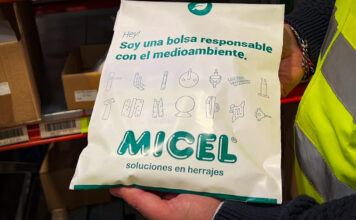 Hey!
Soy una bolsa responsable
con el medioambiente.
MICEL®
soluciones en herrajes